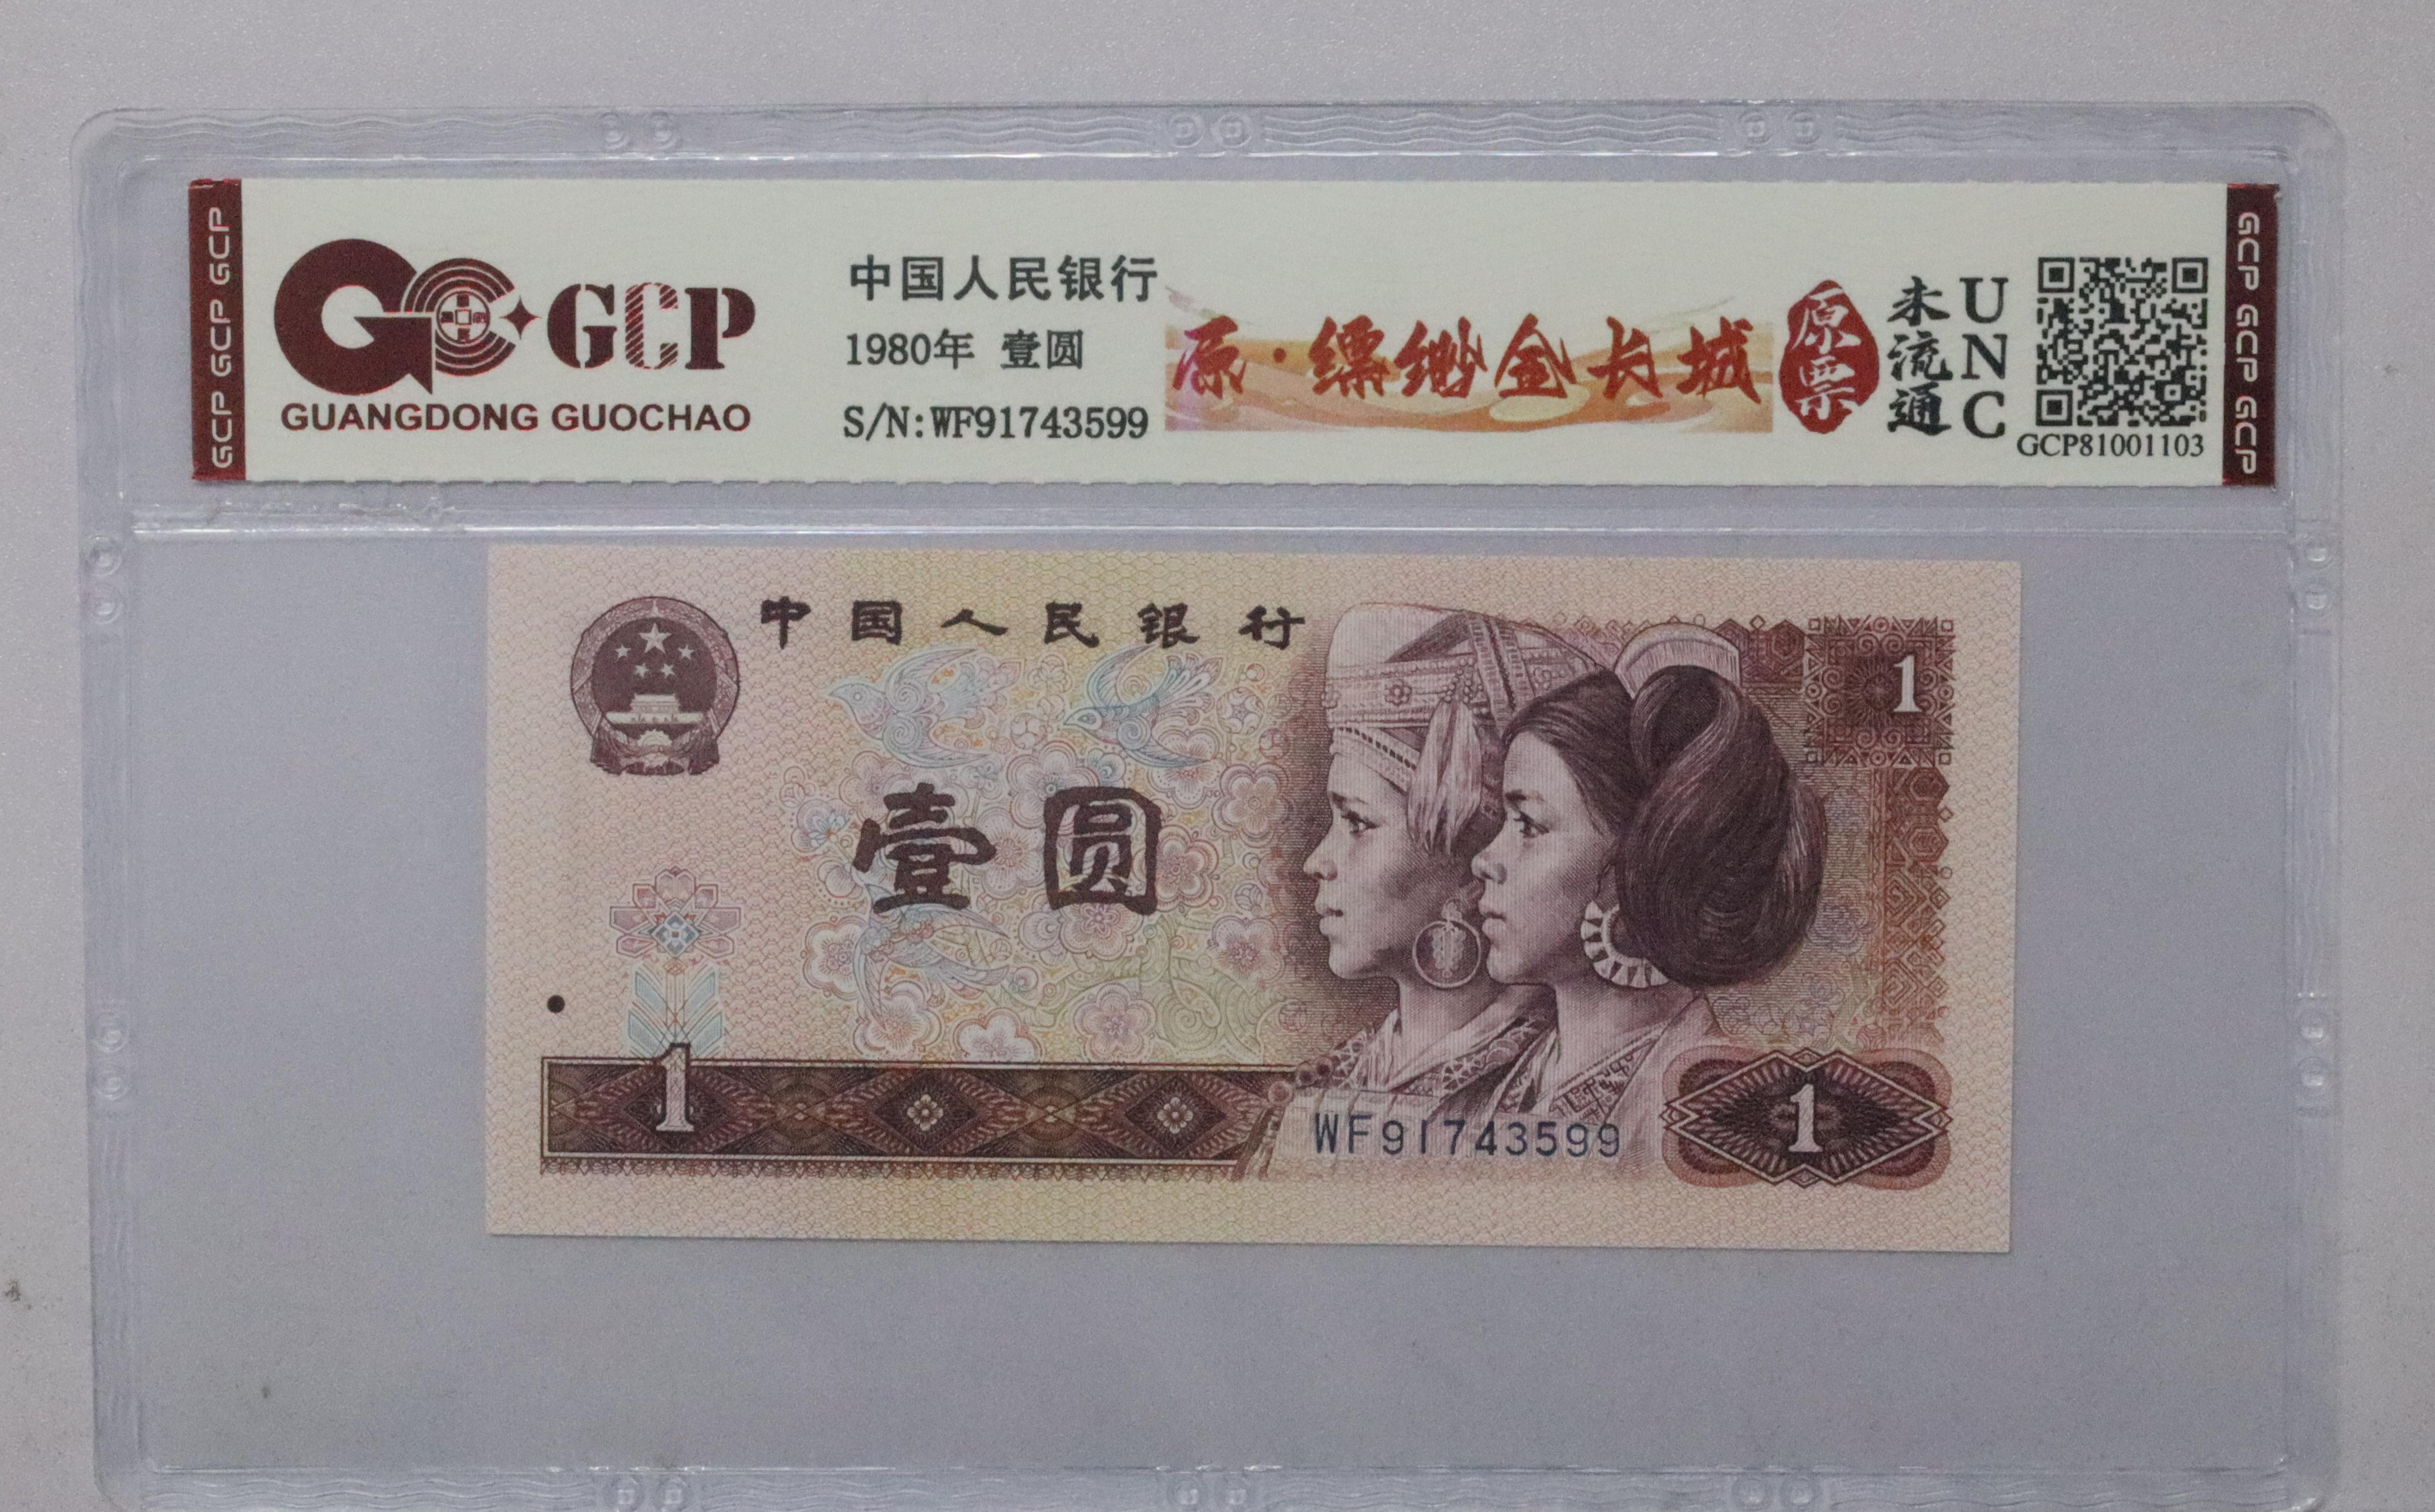 GCP GCP GCP
GCP
GUANGDONG GUOCHAO
中国人民银行
1980年 壹圆
S/N:WF91743599
原·缥缈金长城
原票
未流通
UNC
GCP81001103
GCP GCP GCP
中国人民银行
1
壹圆
1
WF91743599
1